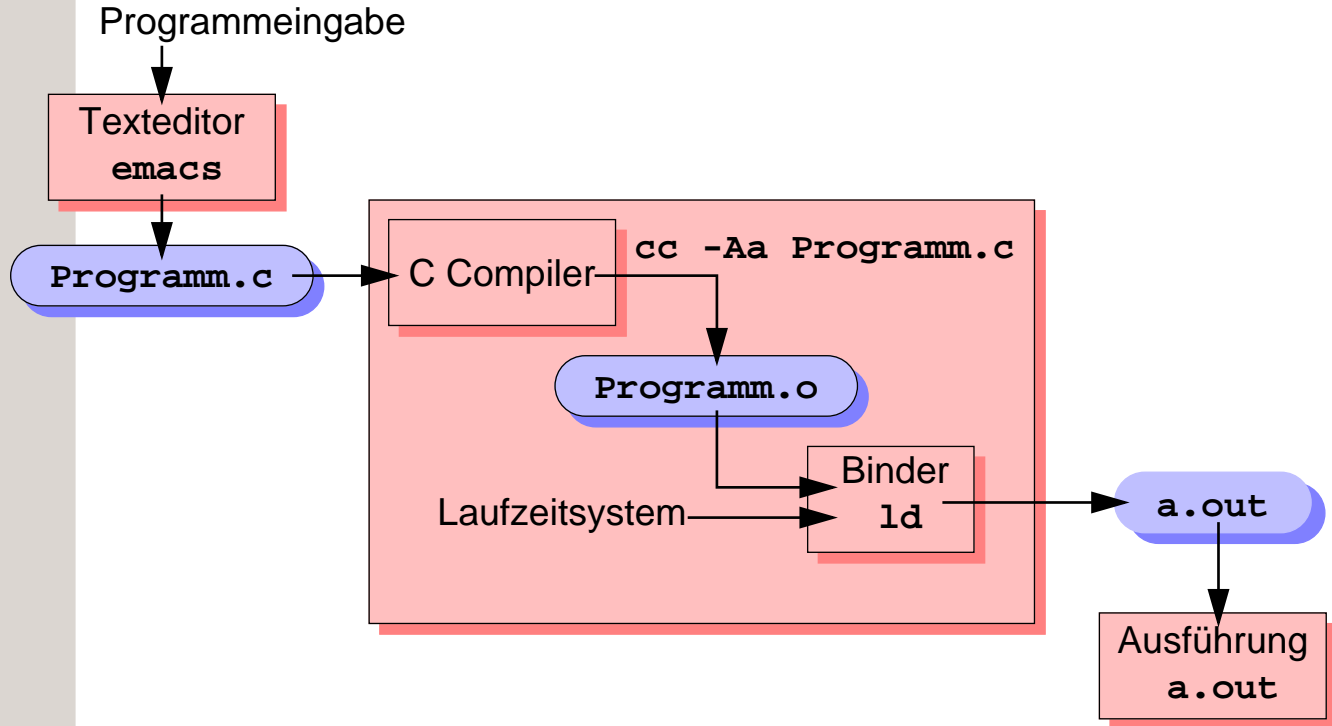 Programmeingabe
Texteditor
emacs
Programm.c
C Compiler
cc -Aa Programm.c
Programm.o
Laufzeitsystem
Binder
ld
a.out
Ausführung
a.out